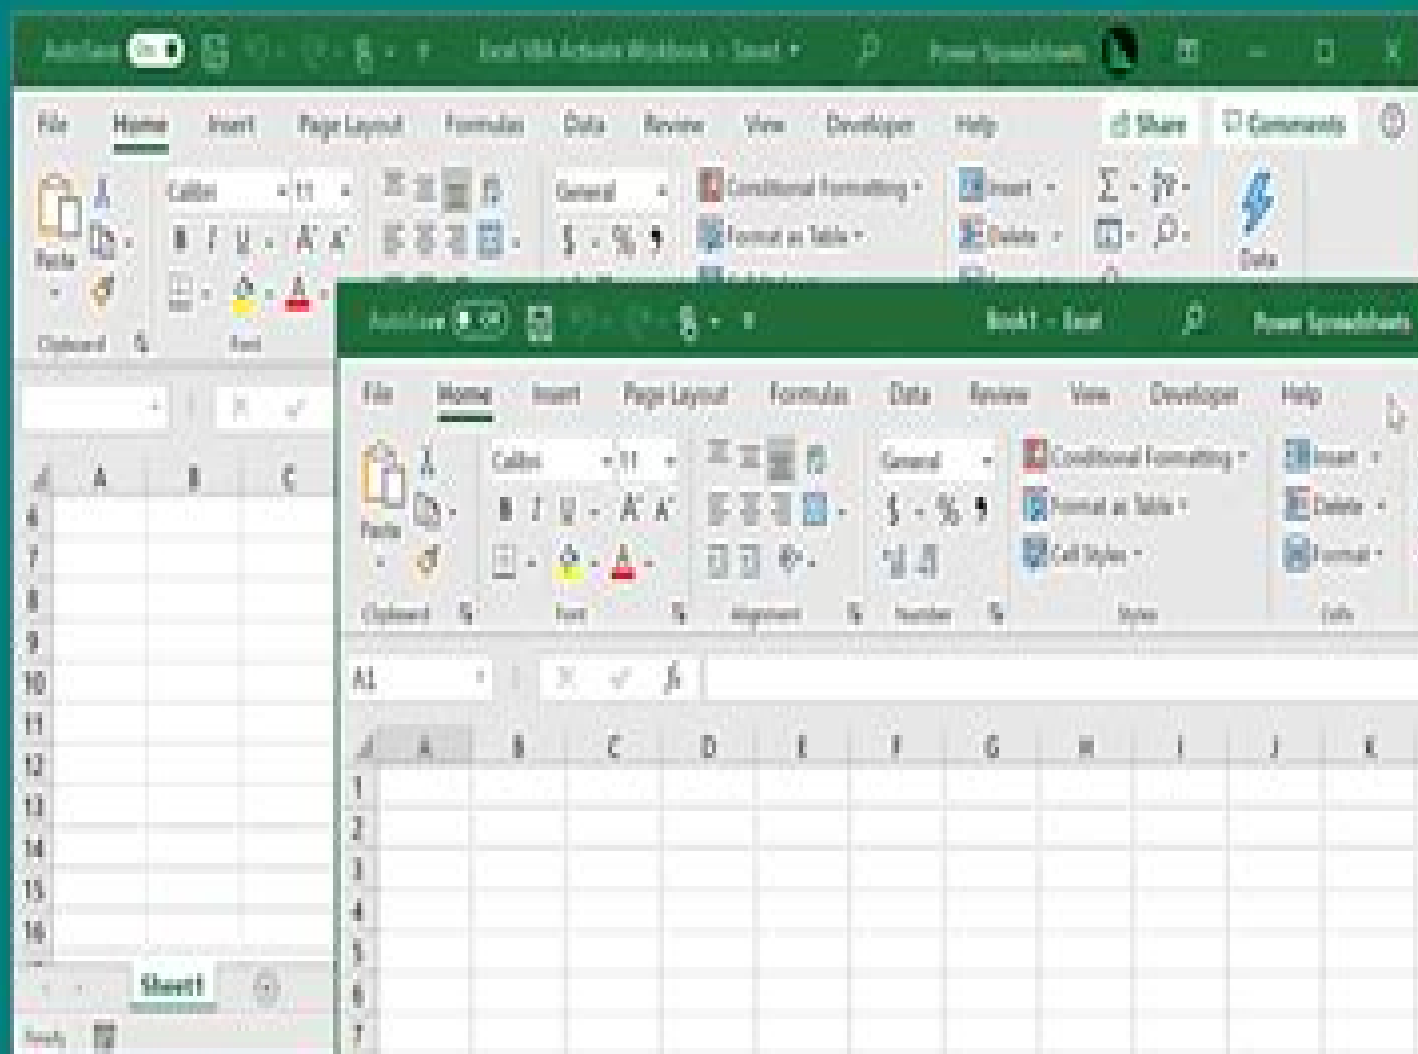 AutoSave On Excel VBA Activate Workbook - Saved Power Spreadsheets
File Home Insert Page Layout Formulas Data Review View Developer Help Share Comments
Calibri 11 General Conditional Formatting Insert
Paste B I U A A $ % Format as Table Delete
Data
Clipboard Font
A B C
6
7
8
9
10
11
12
13
14
15
16
Sheet1
Ready
AutoSave Off Book1 - Excel Power Spreadsheets
File Home Insert Page Layout Formulas Data Review View Developer Help
Calibri 11 General Conditional Formatting Insert
Paste B I U A A $ % Format as Table Delete
A Cell Styles Format
Clipboard Font Alignment Number Styles Cells
A1 fx
A B C D E F G H I J K
1
2
3
4
5
6
7